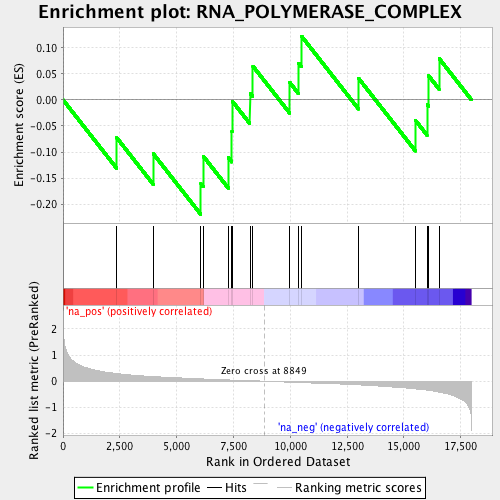 Enrichment plot: RNA_POLYMERASE_COMPLEX
Enrichment score (ES)
0.10
0.05
0.00
-0.05
-0.10
-0.15
-0.20
'na_pos' (positively correlated)
Ranked list metric (PreRanked)
2
1
0
-1
-2
Zero cross at 8849
'na_neg' (negatively correlated)
0
2,500
5,000
7,500
10,000
12,500
15,000
17,500
Rank in Ordered Dataset
Enrichment profile
Hits
Ranking metric scores